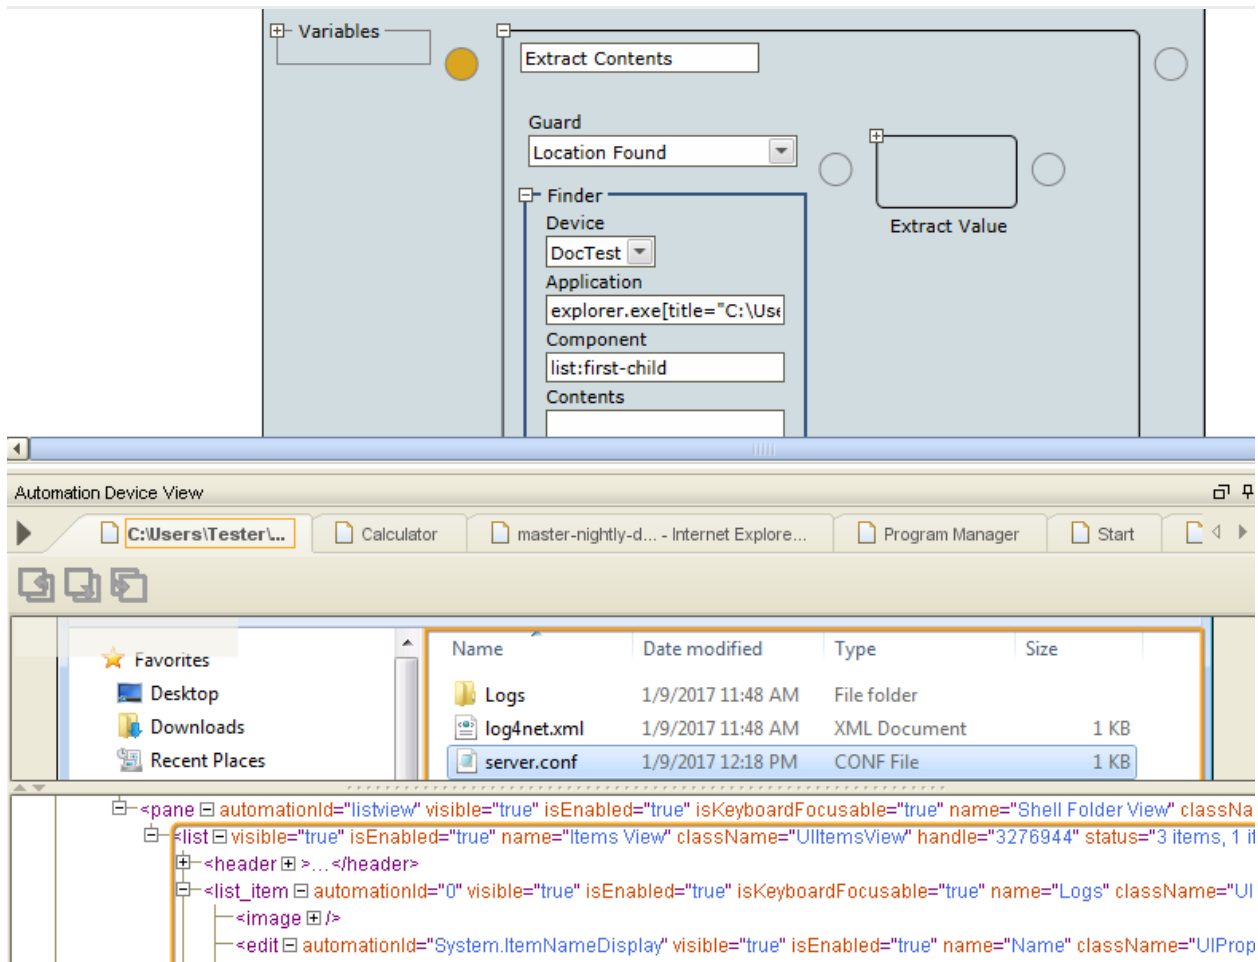 Variables
Extract Contents
Guard
Location Found
Finder
Device
DocTest
Application
explorer.exe[title="C:\Use
Component
list:first-child
Contents
Extract Value
Automation Device View
C:\Users\Tester\... Calculator master-nightly-d... - Internet Explore... Program Manager Start
Favorites
Desktop
Downloads
Recent Places
Name Date modified Type Size
Logs 1/9/2017 11:48 AM File folder
log4net.xml 1/9/2017 11:48 AM XML Document 1 KB
server.conf 1/9/2017 12:18 PM CONF File 1 KB
<pane automationId="listview" visible="true" isEnabled="true" isKeyboardFocusable="true" name="Shell Folder View" classNa
<list visible="true" isEnabled="true" name="Items View" className="UIItemsView" handle="3276944" status="3 items, 1 it
<header >...</header>
<list_item automationId="0" visible="true" isEnabled="true" isKeyboardFocusable="true" name="Logs" className="UI
<image />
<edit automationId="System.ItemNameDisplay" visible="true" isEnabled="true" name="Name" className="UIProp